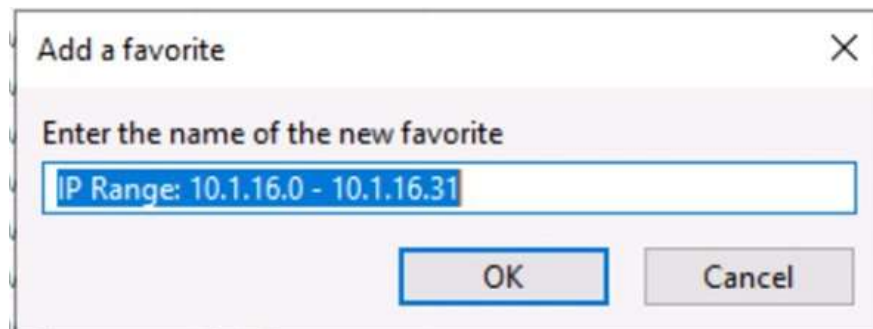 Add a favorite
Enter the name of the new favorite
IP Range: 10.1.16.0 - 10.1.16.31
OK Cancel